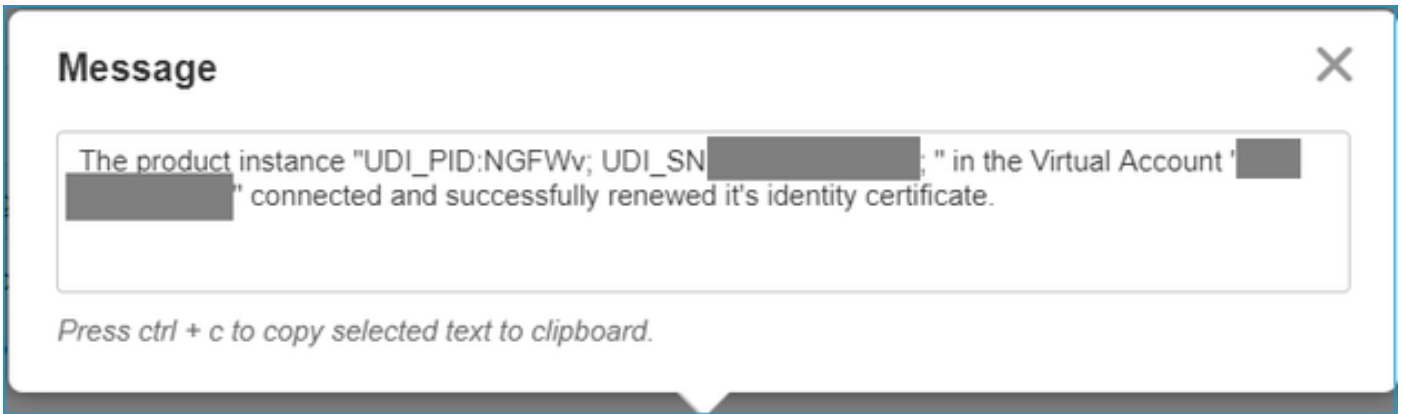 Message
The product instance "UDI_PID:NGFWv; UDI_SN ; " in the Virtual Account '
" connected and successfully renewed it's identity certificate.
Press ctrl + c to copy selected text to clipboard.